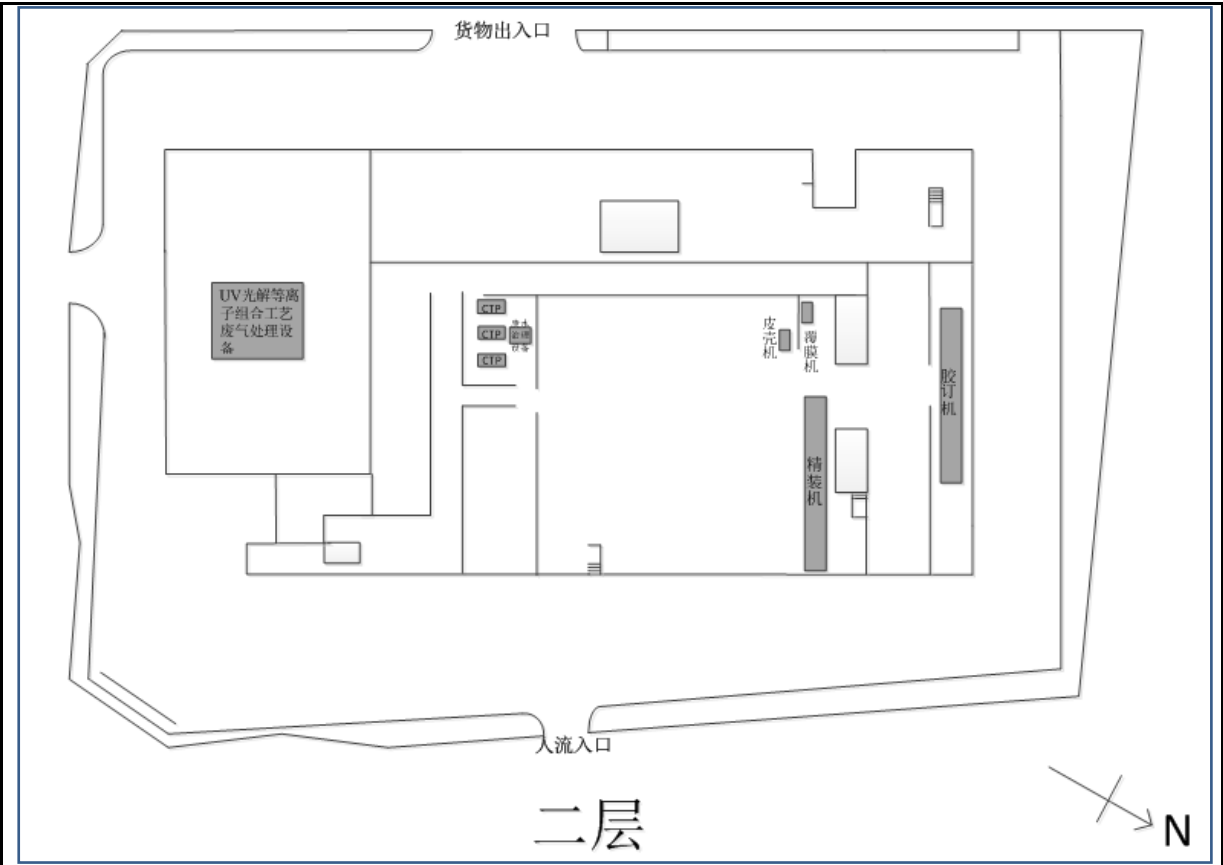 货物出入口
UV光解等离
子组合工艺
废气处理设
备
CTP
CTP
CTP
皮壳机
覆膜机
胶订机
精装机
人流入口
二层
N